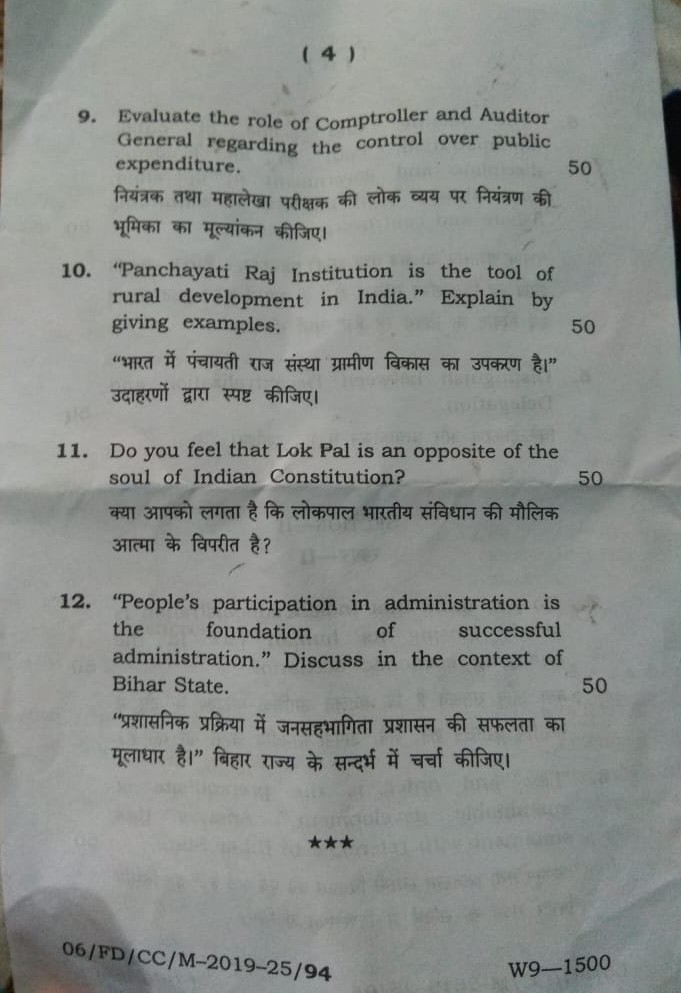 ( 4 )
9. Evaluate the role of Comptroller and Auditor
General regarding the control over public
expenditure. 50
नियंत्रक तथा महालेखा परीक्षक की लोक व्यय पर नियंत्रण की
भूमिका का मूल्यांकन कीजिए।
10. “Panchayati Raj Institution is the tool of
rural development in India.” Explain by
giving examples. 50
“भारत में पंचायती राज संस्था ग्रामीण विकास का उपकरण है।”
उदाहरणों द्वारा स्पष्ट कीजिए।
11. Do you feel that Lok Pal is an opposite of the
soul of Indian Constitution? 50
क्या आपको लगता है कि लोकपाल भारतीय संविधान की मौलिक
आत्मा के विपरीत है?
12. “People’s participation in administration is
the foundation of successful
administration.” Discuss in the context of
Bihar State. 50
“प्रशासनिक प्रक्रिया में जनसहभागिता प्रशासन की सफलता का
मूलाधार है।” बिहार राज्य के सन्दर्भ में चर्चा कीजिए।
★★★
06/FD/CC/M–2019–25/94 W9—1500